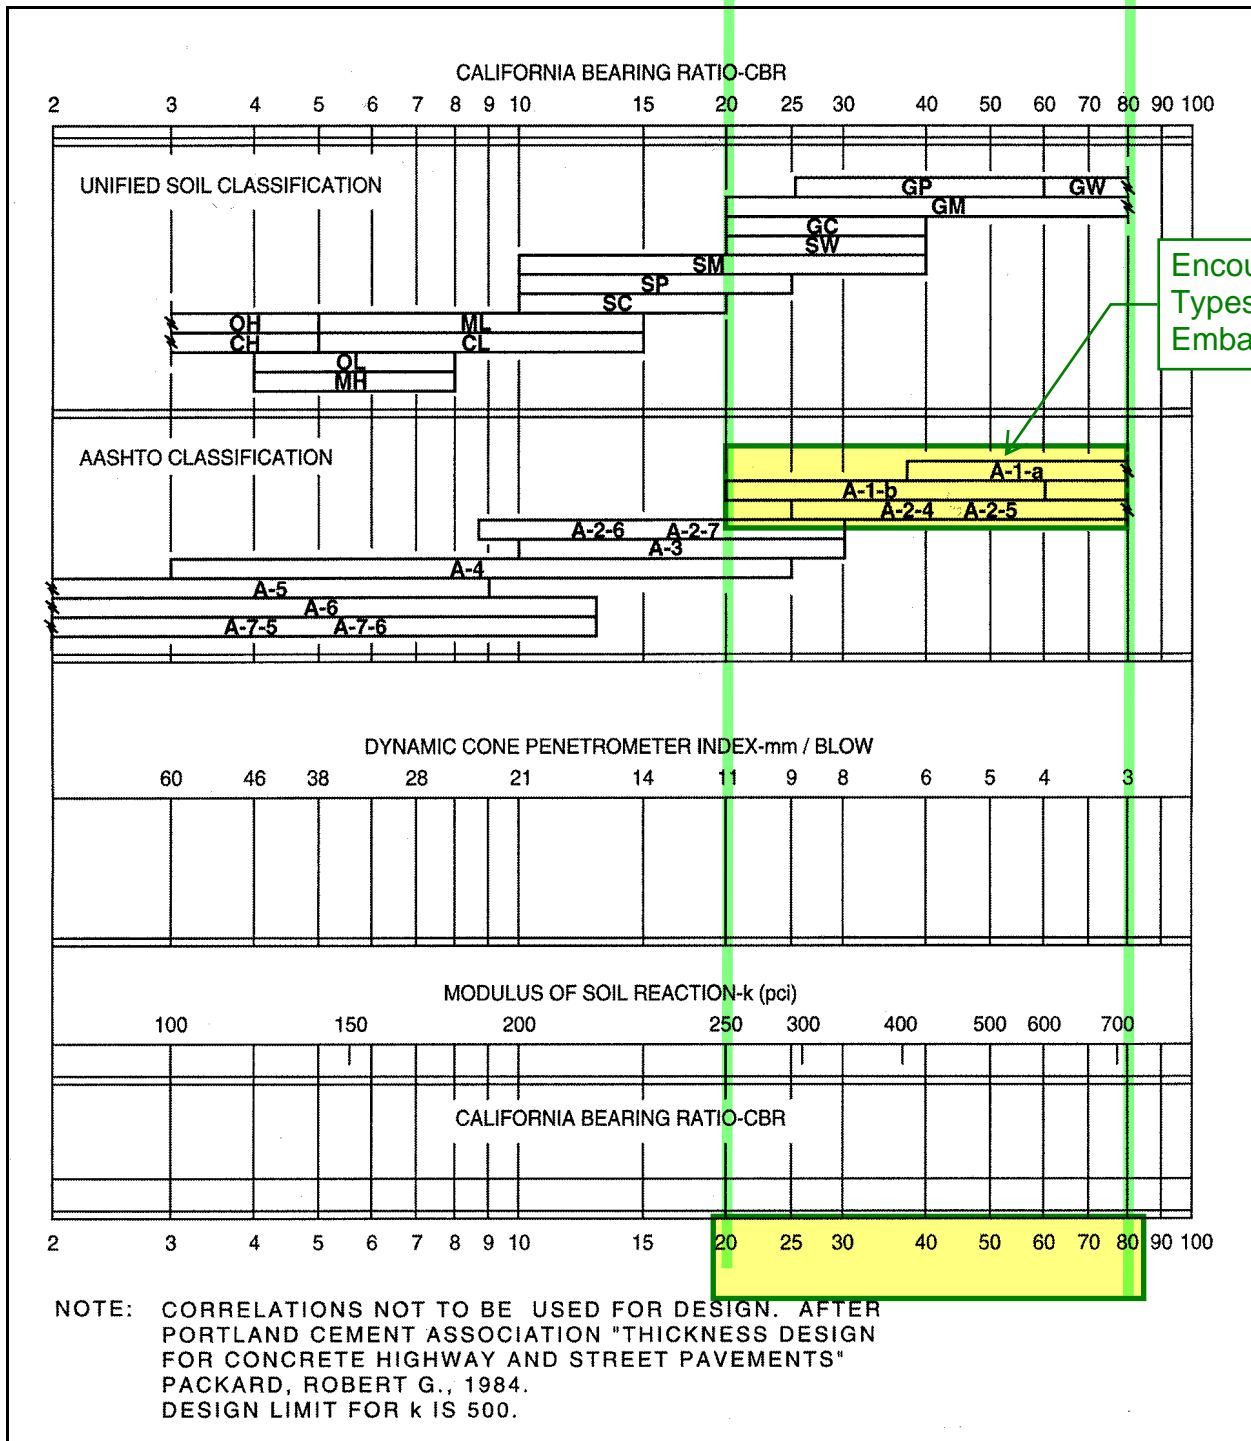 CALIFORNIA BEARING RATIO-CBR
2 3 4 5 6 7 8 9 10 15 20 25 30 40 50 60 70 80 90 100
UNIFIED SOIL CLASSIFICATION
GP GW
GM
GC
SW
SM
SP
SC
OH ML
CH CL
OL
MH
Encou
Types
Emba
AASHTO CLASSIFICATION
A-1-a
A-1-b
A-2-4 A-2-5
A-2-6 A-2-7
A-3
A-4
A-5
A-6
A-7-5 A-7-6
DYNAMIC CONE PENETROMETER INDEX-mm / BLOW
60 46 38 28 21 14 11 9 8 6 5 4 3
MODULUS OF SOIL REACTION-k (pci)
100 150 200 250 300 400 500 600 700
CALIFORNIA BEARING RATIO-CBR
2 3 4 5 6 7 8 9 10 15 20 25 30 40 50 60 70 80 90 100
NOTE: CORRELATIONS NOT TO BE USED FOR DESIGN. AFTER
PORTLAND CEMENT ASSOCIATION "THICKNESS DESIGN
FOR CONCRETE HIGHWAY AND STREET PAVEMENTS"
PACKARD, ROBERT G., 1984.
DESIGN LIMIT FOR k IS 500.